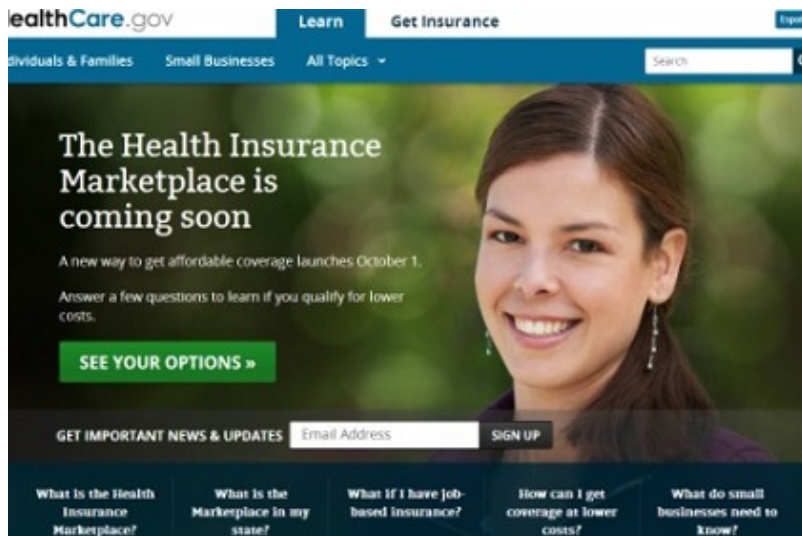 ealthCare.gov
Learn
Get Insurance
Espa
dividuals & Families
Small Businesses
All Topics
Search
The Health Insurance
Marketplace is
coming soon
A new way to get affordable coverage launches October 1.
Answer a few questions to learn if you qualify for lower
costs.
SEE YOUR OPTIONS »
GET IMPORTANT NEWS & UPDATES
Email Address
SIGN UP
What is the Health
Insurance
Marketplace?
What is the
Marketplace in my
state?
What if I have job-
based insurance?
How can I get
coverage at lower
costs?
What do small
businesses need to
know?